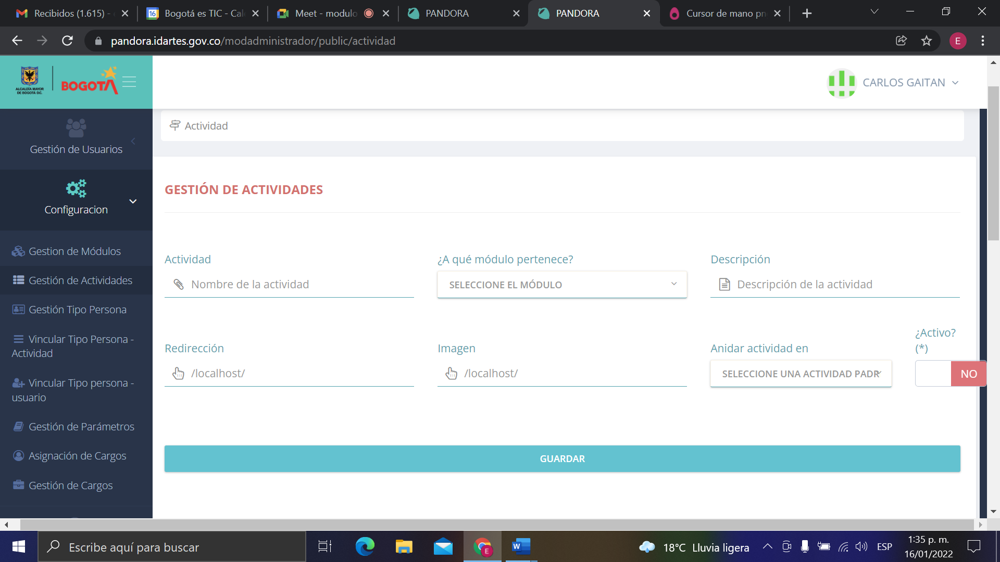 Recibidos (1.615) -
Bogotá es TIC - Cal
Meet - modulo
PANDORA
PANDORA
Cursor de mano pn
pandora.idartes.gov.co/modadministrador/public/actividad
E
ALCALDÍA MAYOR
DE BOGOTÁ D.C.
BOGOTÁ
CARLOS GAITAN
Gestión de Usuarios
Configuracion
Gestion de Módulos
Gestión de Actividades
Gestión Tipo Persona
Vincular Tipo Persona -
Actividad
Vincular Tipo persona -
usuario
Gestión de Parámetros
Asignación de Cargos
Gestión de Cargos
Actividad
GESTIÓN DE ACTIVIDADES
Actividad
Nombre de la actividad
¿A qué módulo pertenece?
SELECCIONE EL MÓDULO
Descripción
Descripción de la actividad
Redirección
/localhost/
Imagen
/localhost/
Anidar actividad en
SELECCIONE UNA ACTIVIDAD PADR
¿Activo?
(*)
NO
GUARDAR
Escribe aquí para buscar
18°C Lluvia ligera
ESP
1:35 p. m.
16/01/2022